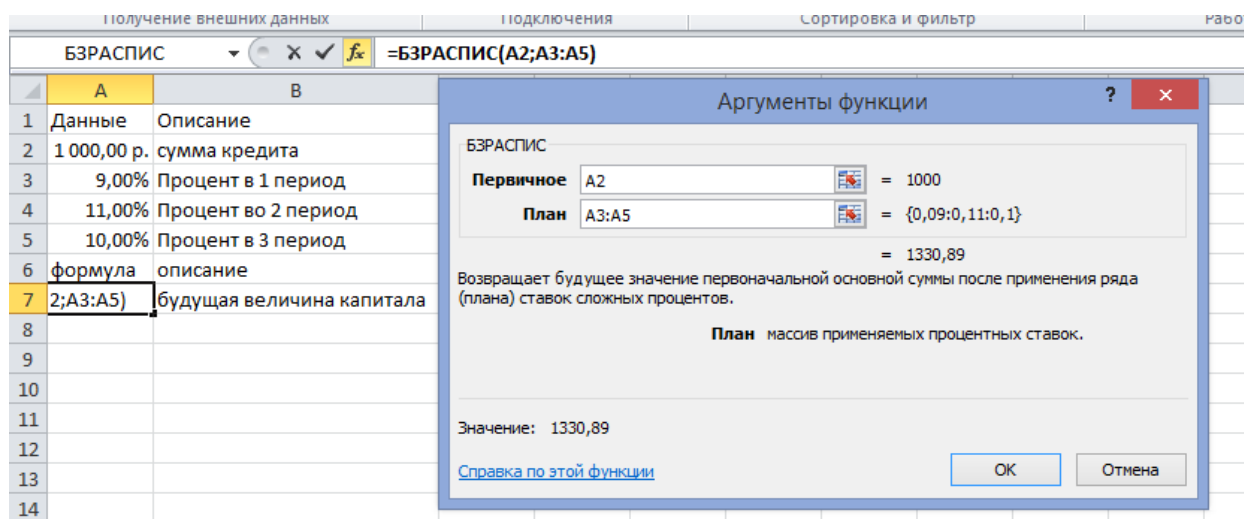 Получение внешних данных Подключения Сортировка и фильтр
БЗРАСПИС fx =БЗРАСПИС(A2;A3:A5)
A B
1 Данные Описание
2 1 000,00 р. сумма кредита
3 9,00% Процент в 1 период
4 11,00% Процент во 2 период
5 10,00% Процент в 3 период
6 формула описание
7 2;A3:A5) будущая величина капитала
8
9
10
11
12
13
14
Аргументы функции ? ×
БЗРАСПИС
Первичное A2 = 1000
План A3:A5 = {0,09:0,11:0,1}
= 1330,89
Возвращает будущее значение первоначальной основной суммы после применения ряда
(плана) ставок сложных процентов.
План массив применяемых процентных ставок.
Значение: 1330,89
Справка по этой функции OK Отмена